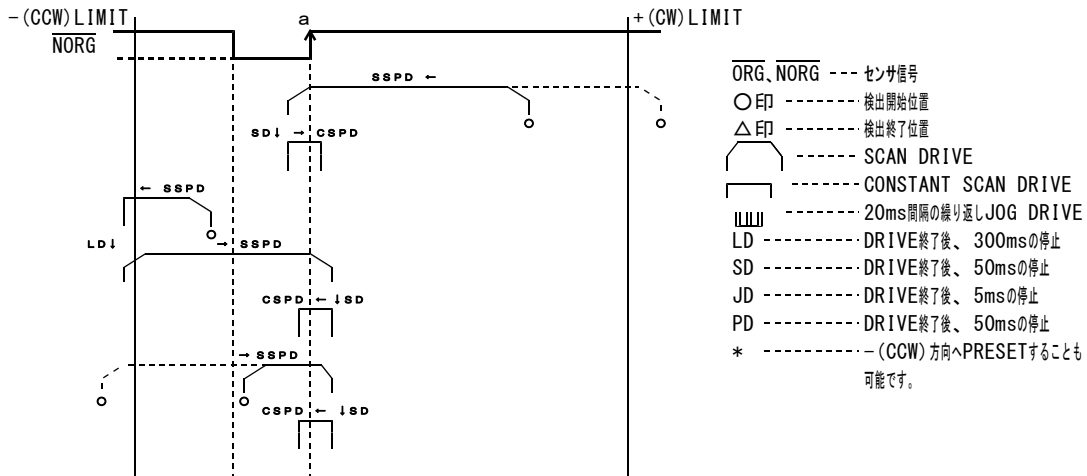 -(CCW)LIMIT
a
+(CW)LIMIT
NORG
SSPD ←
SD↓ → CSPD
← SSPD
LD↓
→ SSPD
CSPD ← ↓SD
→ SSPD
CSPD ← ↓SD
ORG、NORG ---- センサ信号
○印 ------- 検出開始位置
△印 ------- 検出終了位置
------- SCAN DRIVE
------- CONSTANT SCAN DRIVE
------- 20ms間隔の繰り返しJOG DRIVE
LD ---------- DRIVE終了後、300msの停止
SD ---------- DRIVE終了後、50msの停止
JD ---------- DRIVE終了後、5msの停止
PD ---------- DRIVE終了後、50msの停止
* ---------- -(CCW)方向へPRESETすることも
可能です。